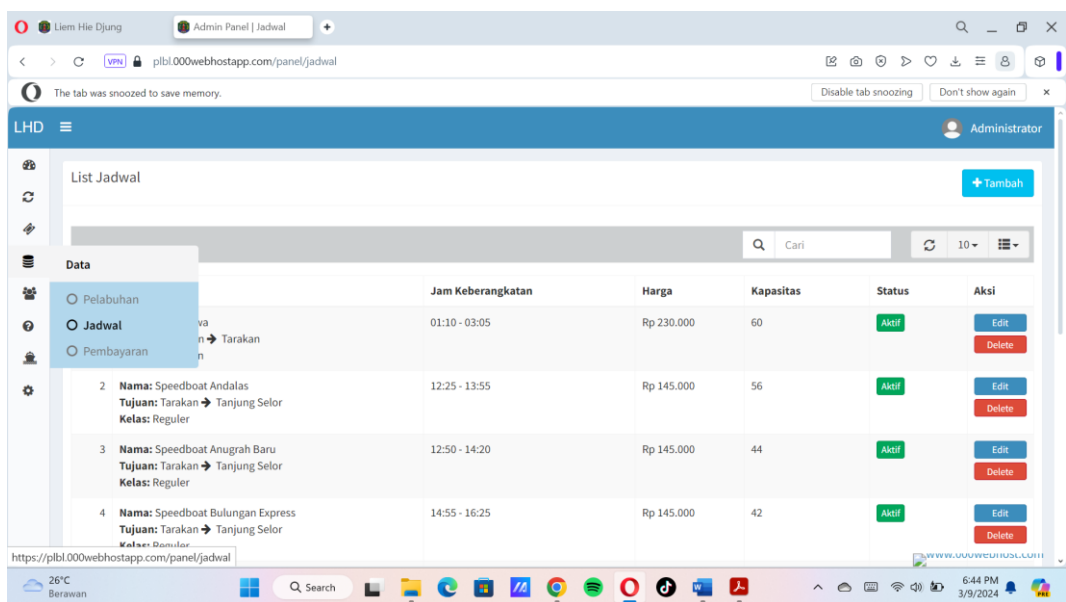 Liem Hie Djung
Admin Panel | Jadwal
VPN
plbl.000webhostapp.com/panel/jadwal
The tab was snoozed to save memory.
Disable tab snoozing
Don't show again
LHD
Administrator
List Jadwal
+Tambah
Cari
10
Data
Pelabuhan
Jadwal
Pembayaran
Jam Keberangkatan Harga Kapasitas Status Aksi
01:10 - 03:05 Rp 230.000 60 Aktif Edit
Tarakan
Delete
2 Nama: Speedboat Andalas 12:25 - 13:55 Rp 145.000 56 Aktif Edit
Tujuan: Tarakan → Tanjung Selor Delete
Kelas: Reguler
3 Nama: Speedboat Anugrah Baru 12:50 - 14:20 Rp 145.000 44 Aktif Edit
Tujuan: Tarakan → Tanjung Selor Delete
Kelas: Reguler
4 Nama: Speedboat Bulungan Express 14:55 - 16:25 Rp 145.000 42 Aktif Edit
Tujuan: Tarakan → Tanjung Selor Delete
Kelas: Reguler
https://plbl.000webhostapp.com/panel/jadwal
www.000webhost.com
26°C
Berawan
Search
6:44 PM
3/9/2024
PRE